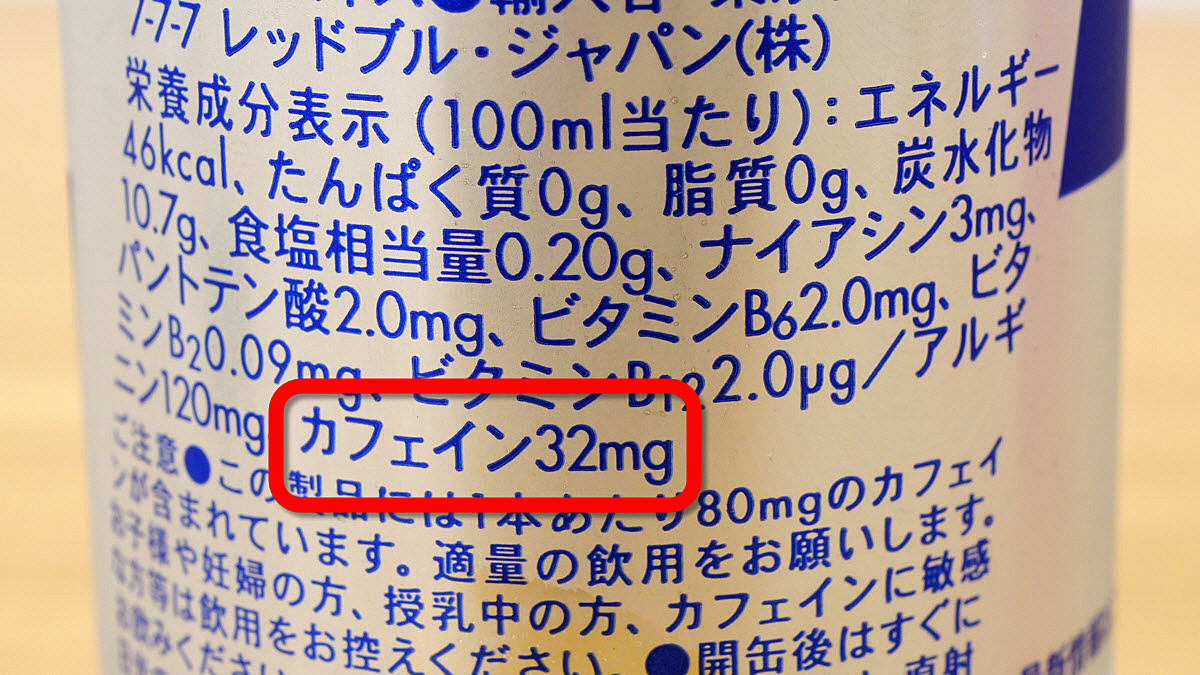 7-7-7 レッドブル・ジャパン(株)
栄養成分表示 (100ml当たり):エネルギー
46kcal、たんぱく質0g、脂質0g、炭水化物
10.7g、食塩相当量0.20g、ナイアシン3mg、
パントテン酸2.0mg、ビタミンB₆2.0mg、ビタ
ミンB₂0.09mg、ビタミンB₁₂2.0μg/アルギ
ニン120mg、カフェイン32mg
ご注意●この製品には1本あたり80mgのカフェイ
ンが含まれています。適量の飲用をお願いします。
お子様や妊婦の方、授乳中の方、カフェインに敏感
な方等は飲用をお控えください。●開缶後はすぐに
お飲みください
直射